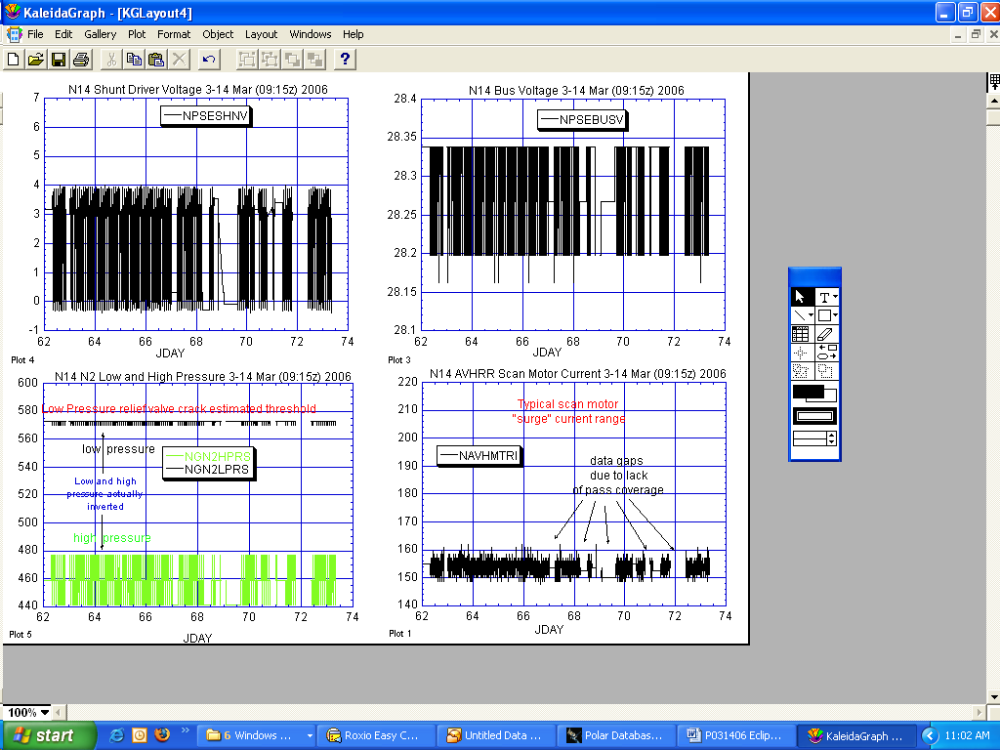 KaleidaGraph - [KGLayout4]
File Edit Gallery Plot Format Object Layout Windows Help
N14 Shunt Driver Voltage 3-14 Mar (09:15z) 2006
NPSESHNV
7
6
5
4
3
2
1
0
-1
62 64 66 68 70 72 74
JDAY
Plot 4
N14 Bus Voltage 3-14 Mar (09:15z) 2006
NPSEBUSV
28.4
28.35
28.3
28.25
28.2
28.15
28.1
62 64 66 68 70 72 74
JDAY
Plot 3
N14 N2 Low and High Pressure 3-14 Mar (09:15z) 2006
Low Pressure reliefvalve crack estimated threshold
low pressure
NGN2HPRS
NGN2LPRS
Low and high
pressure actually
inverted
high pressure
600
580
560
540
520
500
480
460
440
62 64 66 68 70 72 74
JDAY
Plot 5
N14 AVHRR Scan Motor Current 3-14 Mar (09:15z) 2006
Typical scan motor
"surge" current range
NAVHMTRI
data gaps
due to lack
of pass coverage
220
210
200
190
180
170
160
150
140
62 64 66 68 70 72 74
JDAY
Plot 1
T
100%
start
6 Windows ...
Roxio Easy C...
Untitled Data ...
Polar Databas...
P031406 Eclip...
KaleidaGraph ...
11:02 AM